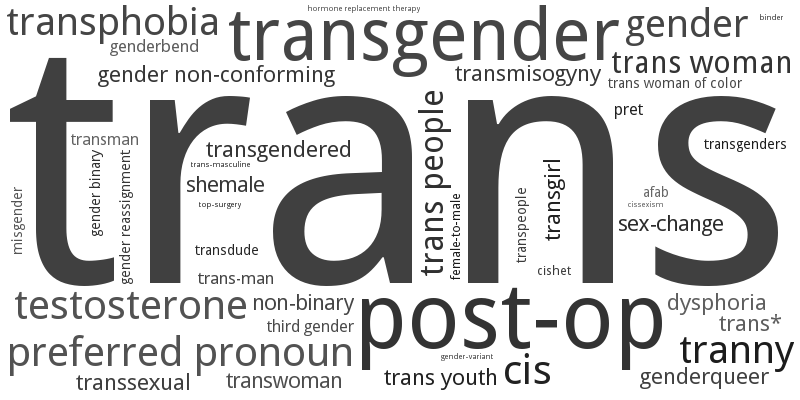 hormone replacement therapy
transphobia
transgender
gender
binder
genderbend
gender non-conforming
transmisogyny
trans woman
trans woman of color
trans
pret
transman
transgendered
trans people
transgenders
trans-masculine
gender binary
gender reassignment
shemale
top-surgery
misgender
female-to-male
transpeople
transgirl
afab
cissexism
sex-change
transdude
trans-man
cishet
testosterone
non-binary
third gender
post-op
dysphoria
trans*
preferred pronoun
gender-variant
tranny
transsexual
transwoman
trans youth
cis
genderqueer